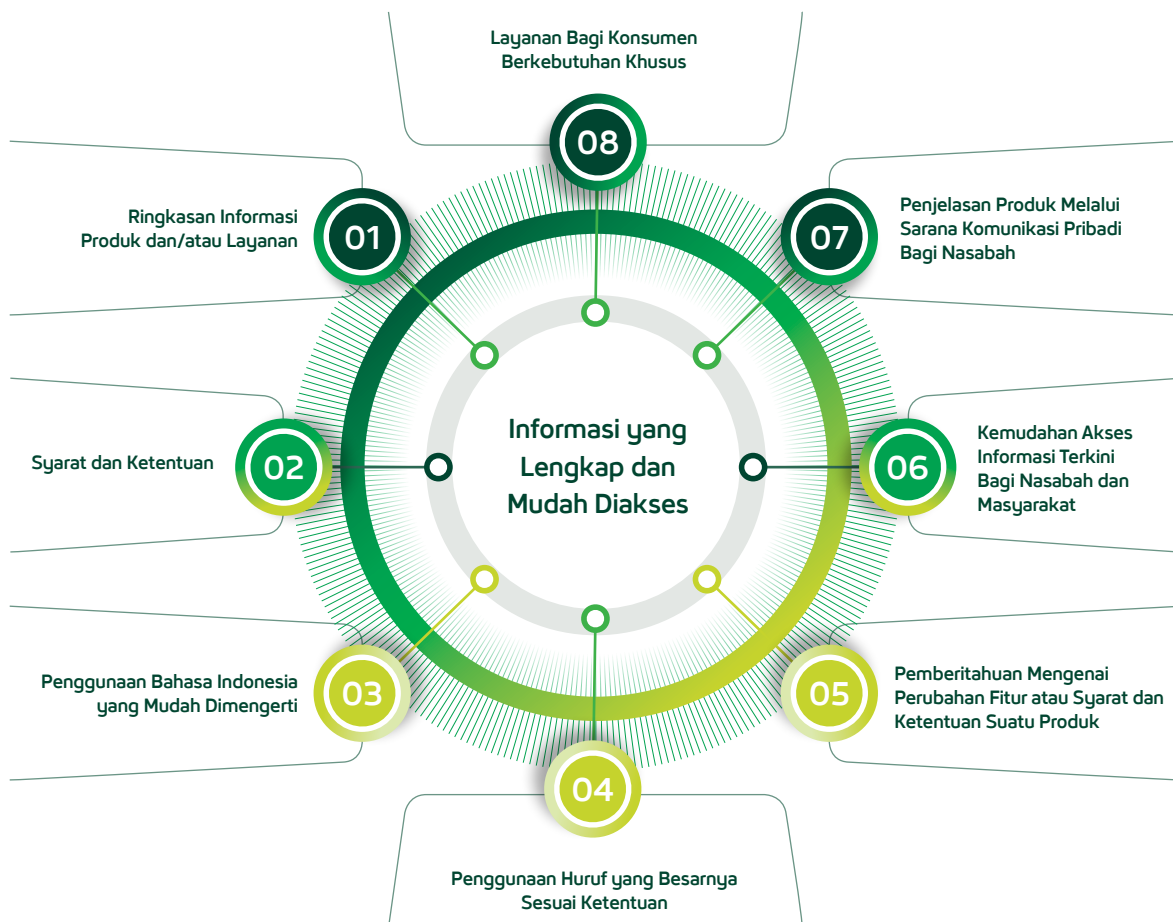 Layanan Bagi Konsumen
Berkebutuhan Khusus
08
01
Ringkasan Informasi
Produk dan/atau Layanan
07
Penjelasan Produk Melalui
Sarana Komunikasi Pribadi
Bagi Nasabah
Informasi yang
Lengkap dan
Mudah Diakses
02
Syarat dan Ketentuan
06
Kemudahan Akses
Informasi Terkini
Bagi Nasabah dan
Masyarakat
03
Penggunaan Bahasa Indonesia
yang Mudah Dimengerti
05
Pemberitahuan Mengenai
Perubahan Fitur atau Syarat dan
Ketentuan Suatu Produk
04
Penggunaan Huruf yang Besarnya
Sesuai Ketentuan